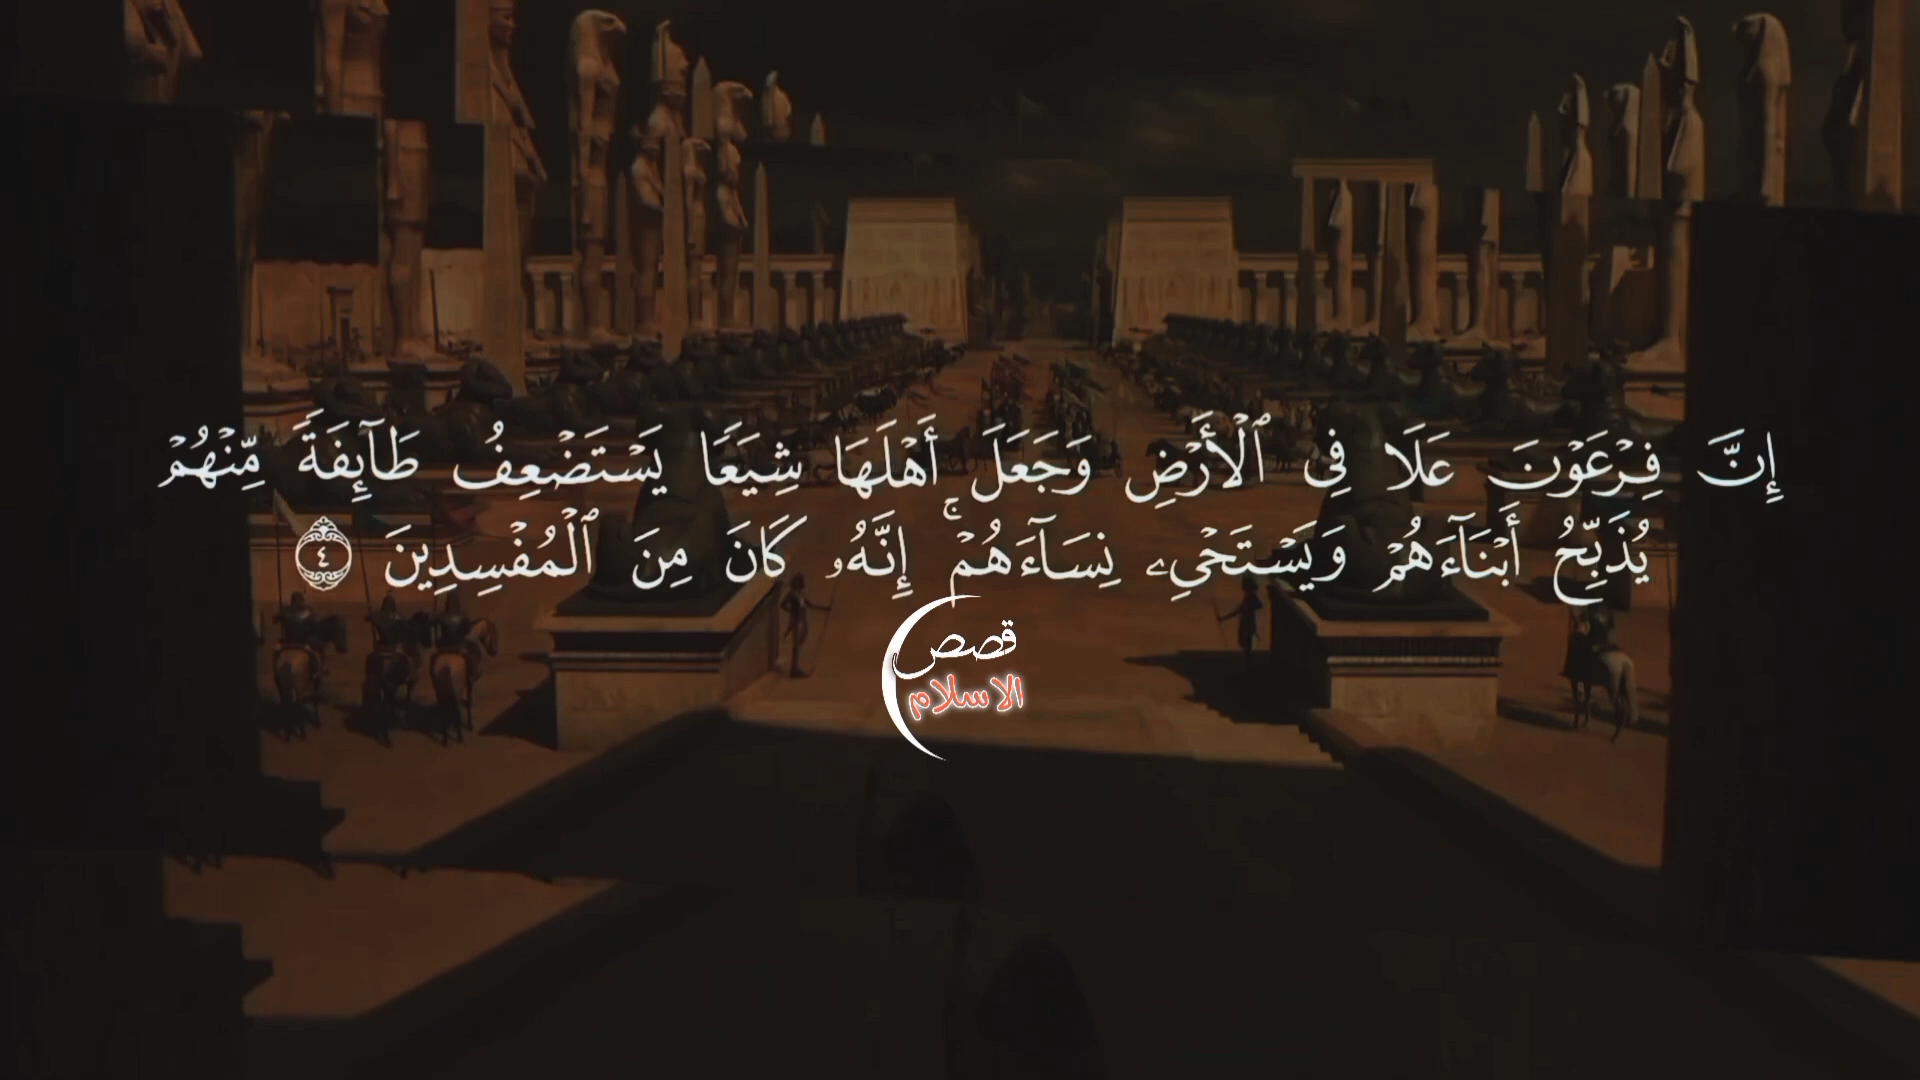 إِنَّ فِرْعَوْنَ عَلَا فِى ٱلْأَرْضِ وَجَعَلَ أَهْلَهَا شِيَعًا يَسْتَضْعِفُ طَآئِفَةً مِّنْهُمْ
يُذَبِّحُ أَبْنَآءَهُمْ وَيَسْتَحْىِۦ نِسَآءَهُمْ ۚ إِنَّهُۥ كَانَ مِنَ ٱلْمُفْسِدِينَ ٤
قصص
الاسلام